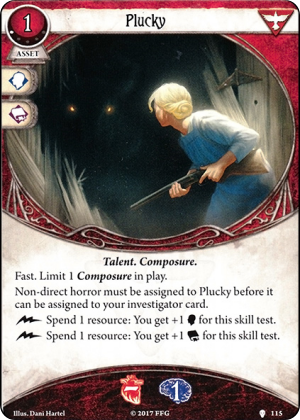 Plucky
1
ASSET
Talent. Composure.
Fast. Limit 1 Composure in play.
Non-direct horror must be assigned to Plucky before it
can be assigned to your investigator card.
Spend 1 resource: You get +1 for this skill test.
Spend 1 resource: You get +1 for this skill test.
1
Illus. Dani Hartel
© 2017 FFG
115